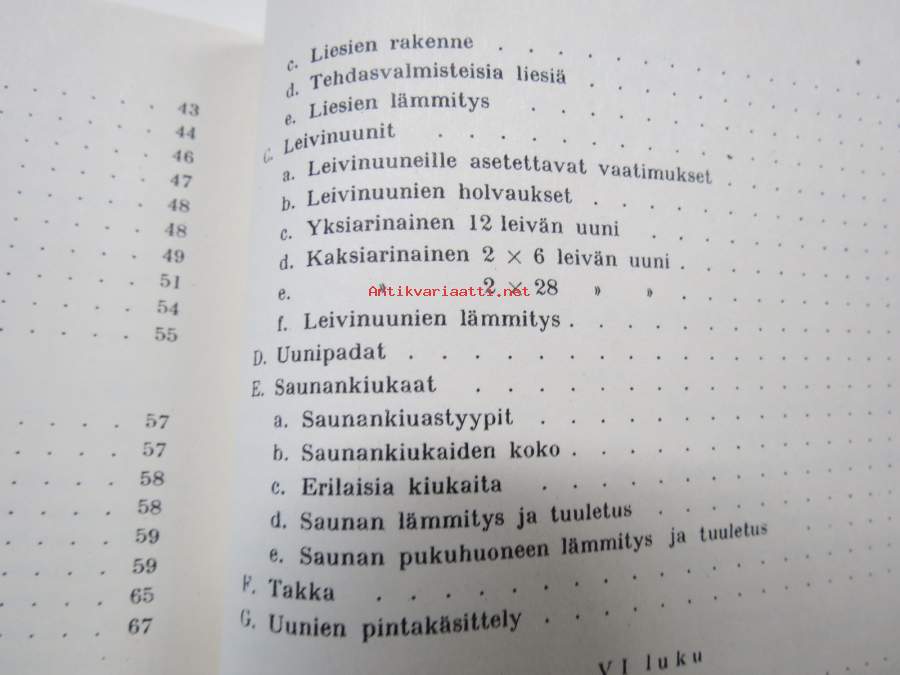 43
44
46
47
48
48
49
51
54
55
57
57
58
58
59
59
65
67
c. Liesien rakenne
d. Tehdasvalmisteisia liesiä
e. Liesien lämmitys
C. Leivinuunit
a. Leivinuuneille asetettavat vaatimukset
b. Leivinuunien holvaukset
c. Yksiarinainen 12 leivän uuni
d. Kaksiarinainen 2 × 6 leivän uuni
e. » 2 × 28 » »
Antikvariaatti.net
f. Leivinuunien lämmitys
D. Uunipadat
E. Saunankiukaat
a. Saunankiuastyypit
b. Saunankiukaiden koko
c. Erilaisia kiukaita
d. Saunan lämmitys ja tuuletus
e. Saunan pukuhuoneen lämmitys ja tuuletus
F. Takka
G. Uunien pintakäsittely
VI luku